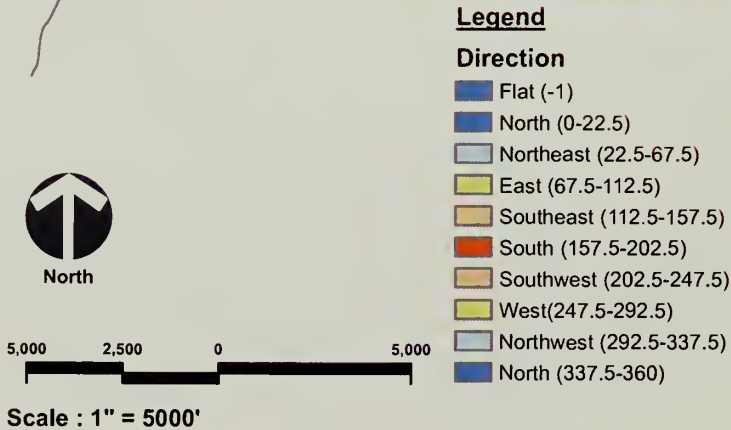 Legend
Direction
Flat (-1)
North (0-22.5)
Northeast (22.5-67.5)
East (67.5-112.5)
Southeast (112.5-157.5)
South (157.5-202.5)
Southwest (202.5-247.5)
West(247.5-292.5)
Northwest (292.5-337.5)
North (337.5-360)
North
5,000 2,500 0 5,000
Scale : 1" = 5000'